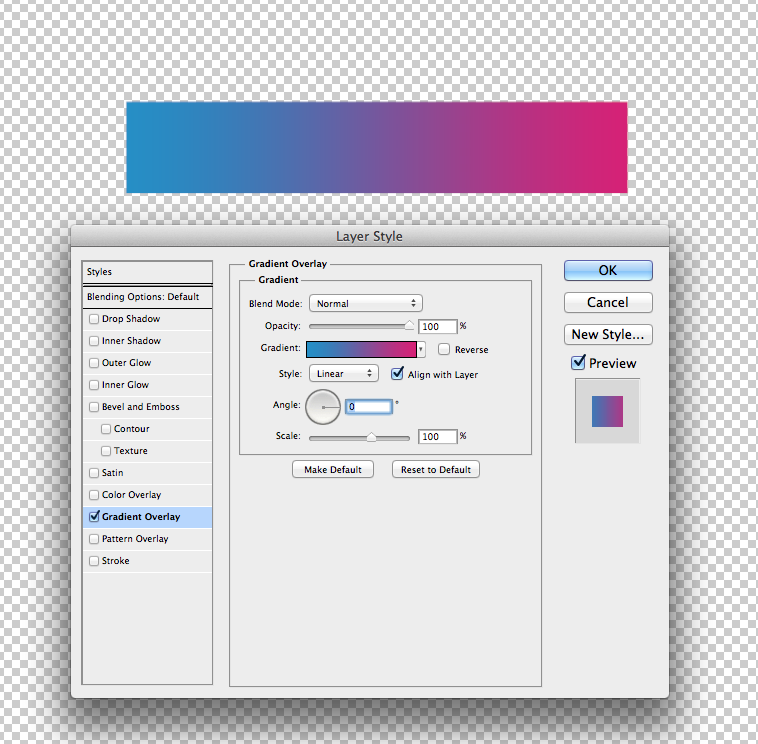 Layer Style
Styles
Blending Options: Default
Drop Shadow
Inner Shadow
Outer Glow
Inner Glow
Bevel and Emboss
Contour
Texture
Satin
Color Overlay
Gradient Overlay
Pattern Overlay
Stroke
Gradient Overlay
Gradient
Blend Mode: Normal
Opacity: 100 %
Gradient: Reverse
Style: Linear Align with Layer
Angle: 0 °
Scale: 100 %
Make Default Reset to Default
OK
Cancel
New Style...
Preview